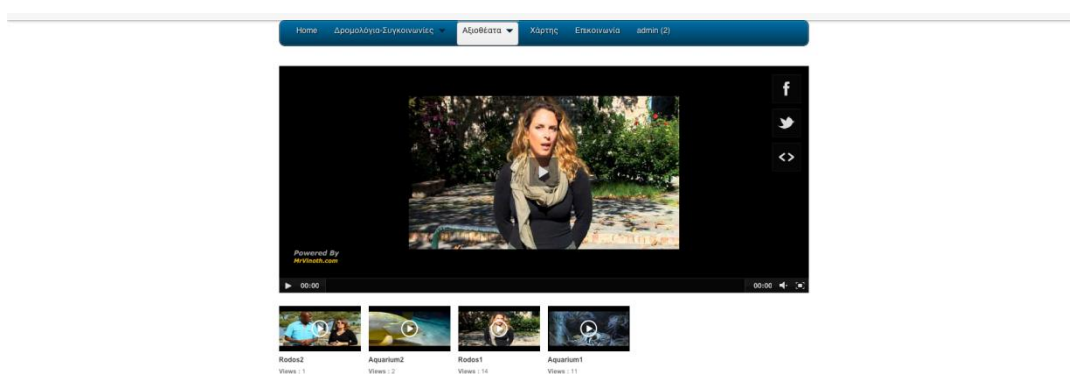 Home Δρομολόγια-Συγκοινωνίες Αξιοθέατα Χάρτης Επικοινωνία admin (2)
Powered By
MrVinoth.com
00:00 00:00
Rodos2 Aquarium2 Rodos1 Aquarium1
Views : 1 Views : 2 Views : 14 Views : 11